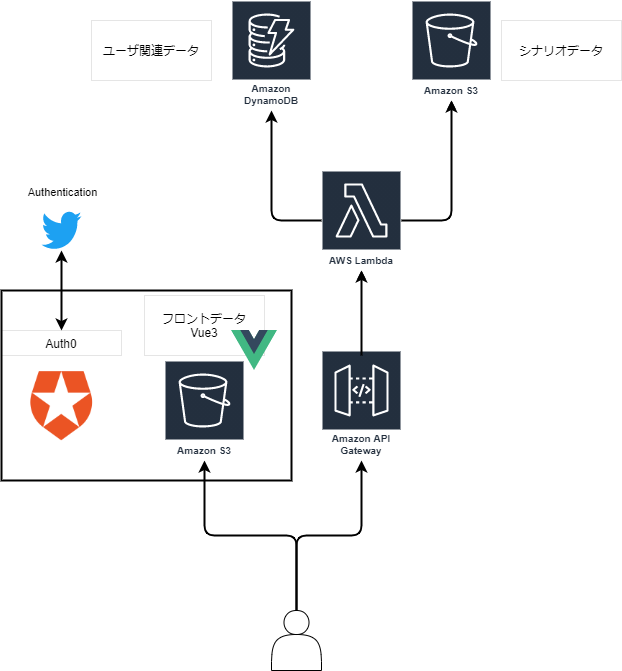 ユーザ関連データ
Amazon
DynamoDB
Amazon S3
シナリオデータ
Authentication
AWS Lambda
フロントデータ
Vue3
Auth0
</>
Amazon S3
Amazon API
Gateway